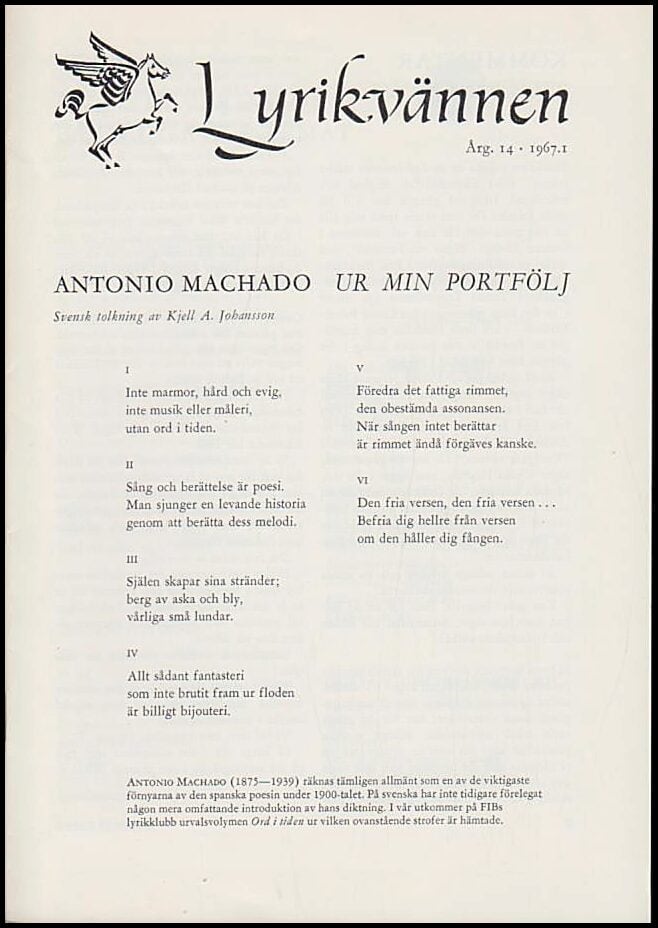 Lyrikvännen
Årg. 14 · 1967.1
ANTONIO MACHADO UR MIN PORTFÖLJ
Svensk tolkning av Kjell A. Johansson
I
Inte marmor, hård och evig,
inte musik eller måleri,
utan ord i tiden.
II
Sång och berättelse är poesi.
Man sjunger en levande historia
genom att berätta dess melodi.
III
Själen skapar sina stränder;
berg av aska och bly,
vårliga små lundar.
IV
Allt sådant fantasteri
som inte brutit fram ur floden
är billigt bijouteri.
V
Föredra det fattiga rimmet,
den obestämda assonansen.
När sången intet berättar
är rimmet ändå förgäves kanske.
VI
Den fria versen, den fria versen . . .
Befria dig hellre från versen
om den håller dig fången.
ANTONIO MACHADO (1875—1939) räknas tämligen allmänt som en av de viktigaste
förnyarna av den spanska poesin under 1900-talet. På svenska har inte tidigare förelegat
någon mera omfattande introduktion av hans diktning. I vår utkommer på FIBs
lyrikklubb urvalsvolymen Ord i tiden ur vilken ovanstående strofer är hämtade.